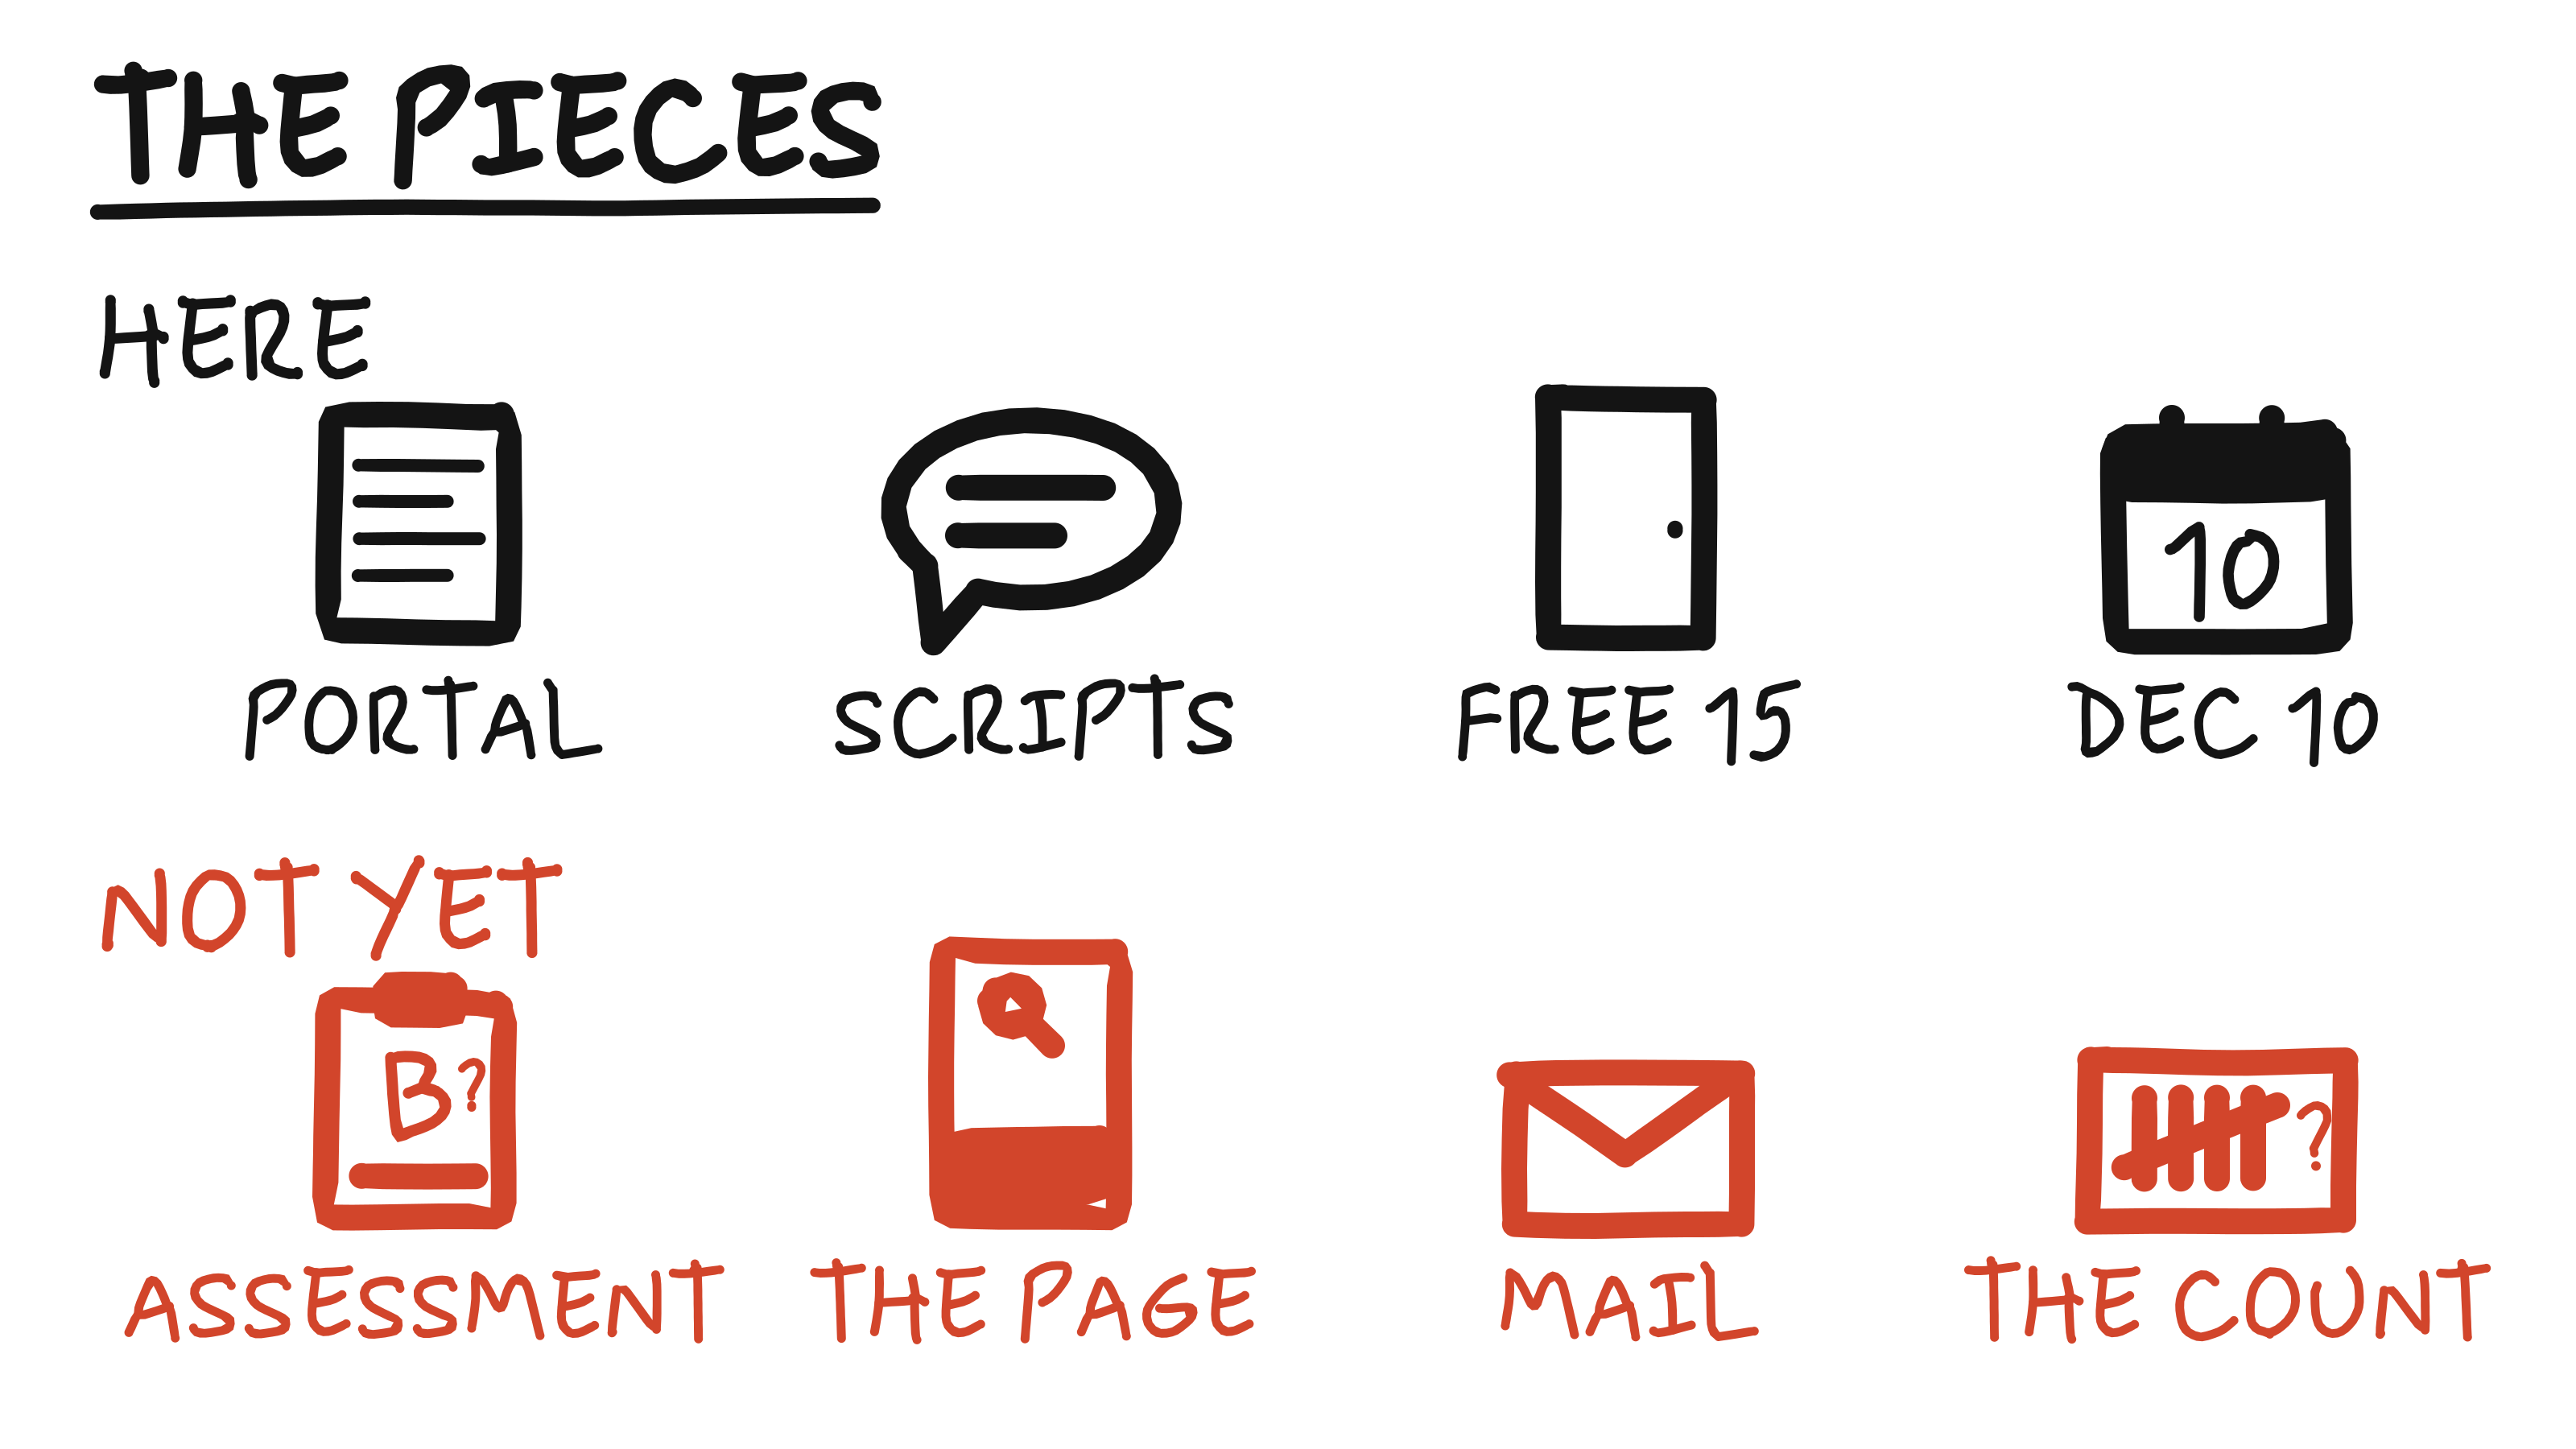 THE PIECES
HERE
10
PORTAL SCRIPTS FREE 15 DEC 10
NOT YET
B?
?
ASSESSMENT THE PAGE MAIL THE COUNT